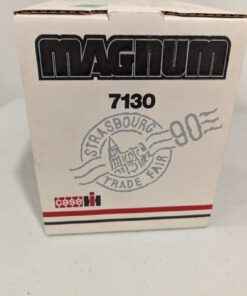 MAGNUM
7130
STRASBOURG
90
TRADE FAIR
case IH